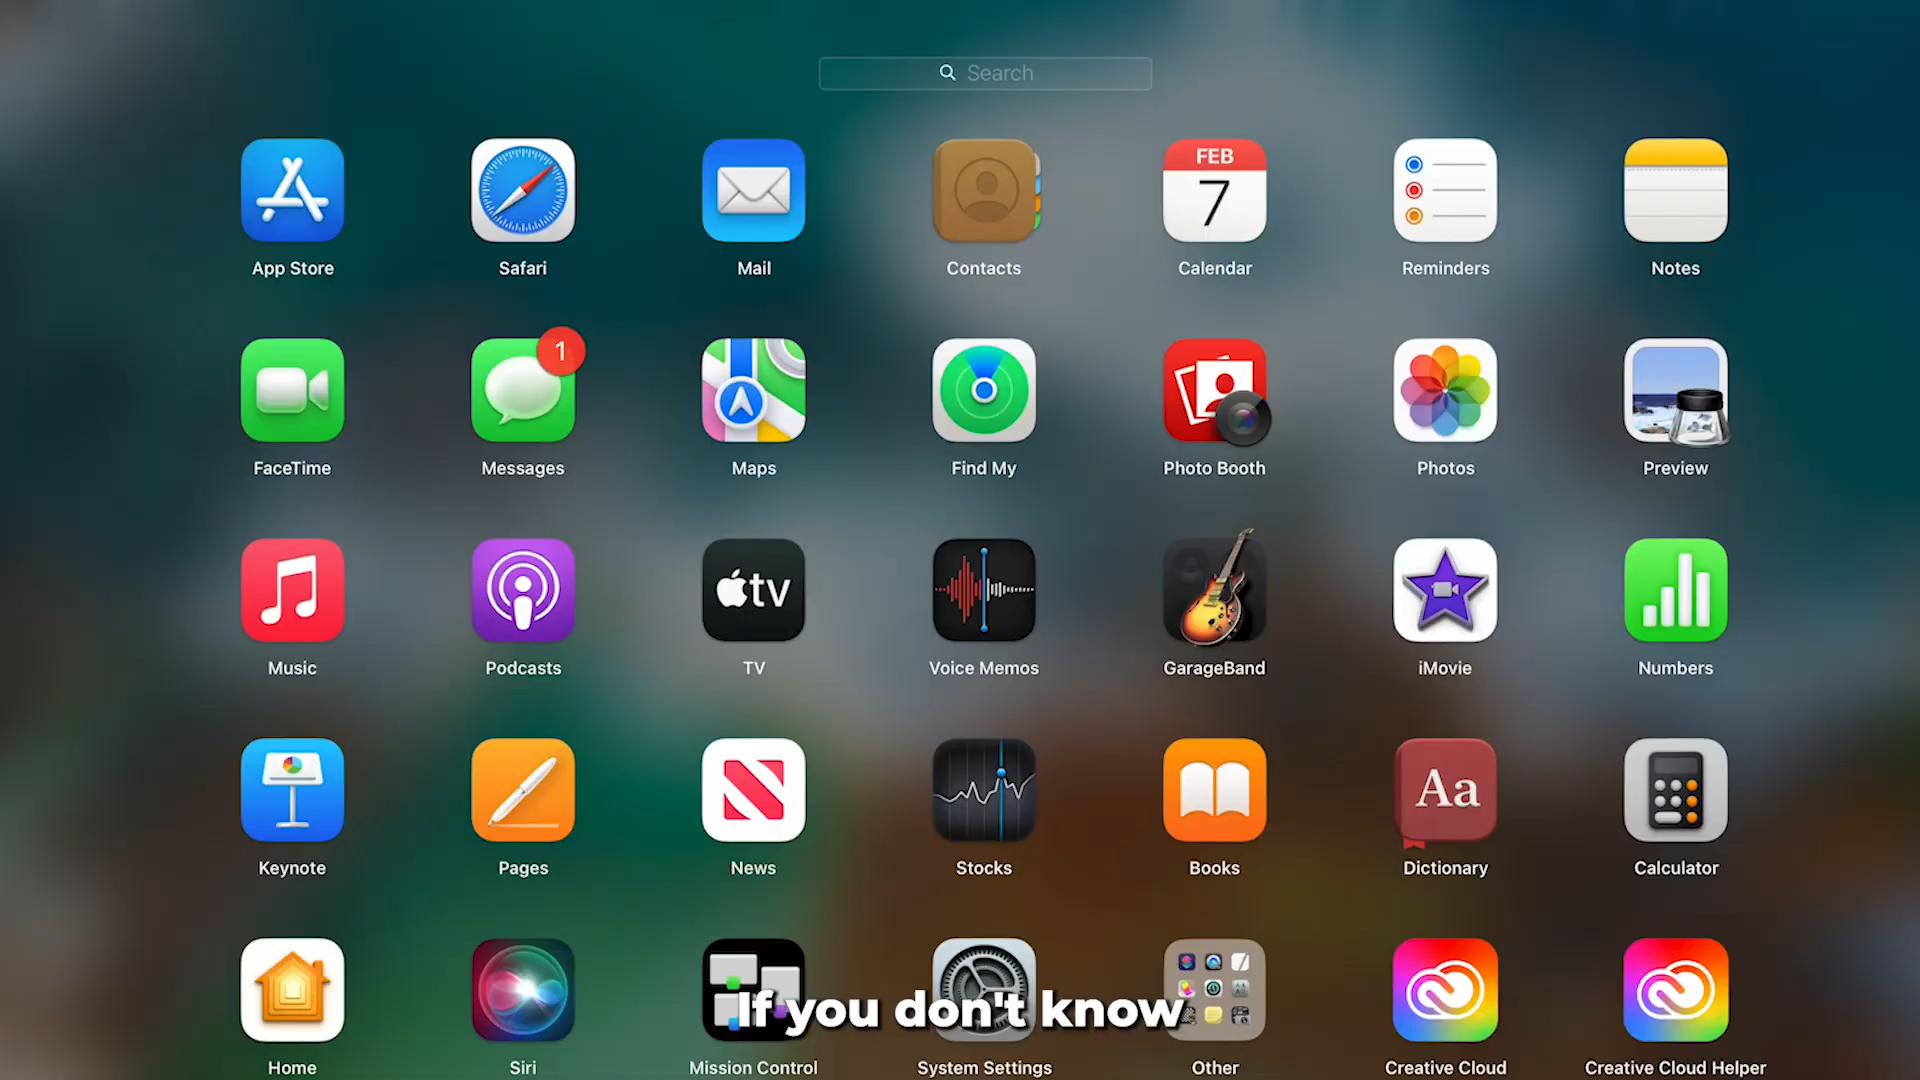 Search
FEB
7
App Store
Safari
Mail
Contacts
Calendar
Reminders
Notes
1
FaceTime
Messages
Maps
Find My
Photo Booth
Photos
Preview
tv
Music
Podcasts
TV
Voice Memos
GarageBand
iMovie
Numbers
Aa
Keynote
Pages
News
Stocks
Books
Dictionary
Calculator
If you don't know
Home
Siri
Mission Control
System Settings
Other
Creative Cloud
Creative Cloud Helper